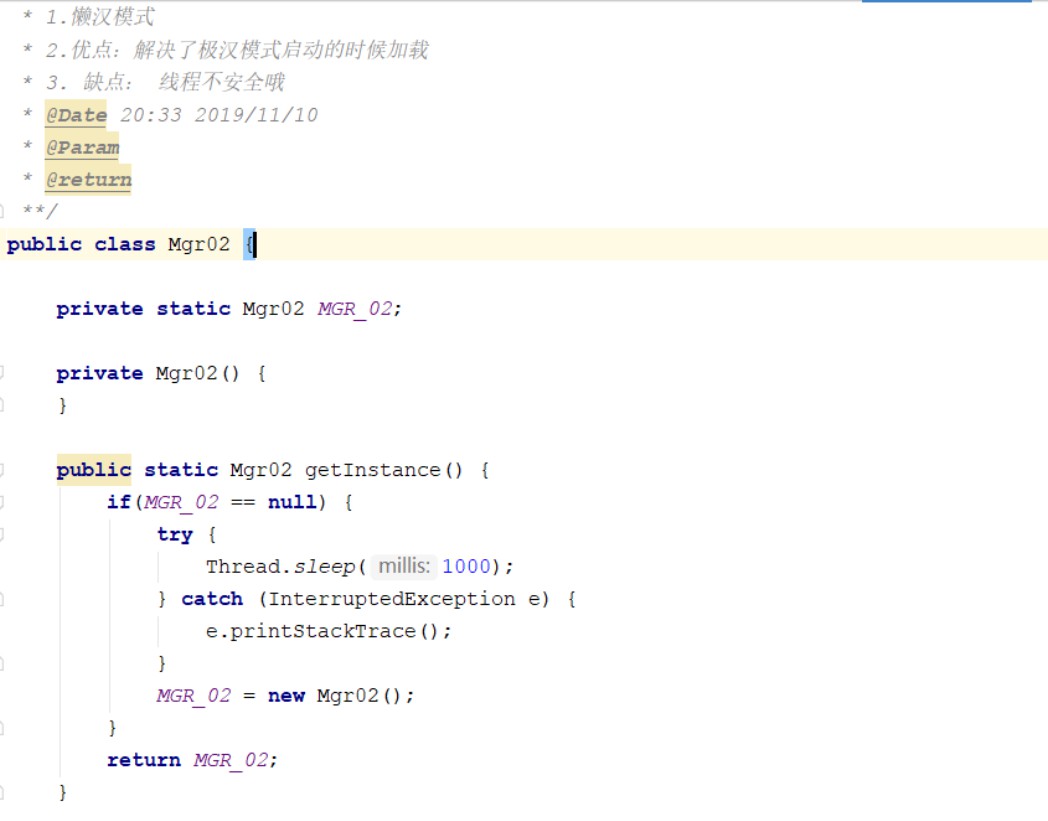 * 1.懒汉模式
* 2.优点: 解决了极汉模式启动的时候加载
* 3. 缺点: 线程不安全哦
* @Date 20:33 2019/11/10
* @Param
* @return
**/
public class Mgr02 {
private static Mgr02 MGR_02;
private Mgr02() {
}
public static Mgr02 getInstance() {
if(MGR_02 == null) {
try {
Thread.sleep( millis: 1000);
} catch (InterruptedException e) {
e.printStackTrace();
}
MGR_02 = new Mgr02();
}
return MGR_02;
}